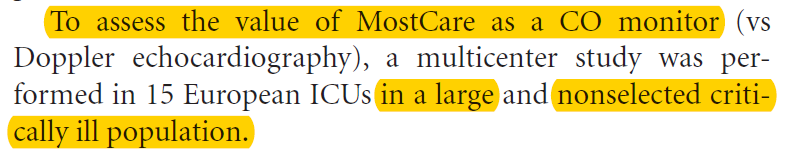 To assess the value of MostCare as a CO monitor (vs
Doppler echocardiography), a multicenter study was per-
formed in 15 European ICUs in a large and nonselected criti-
cally ill population.